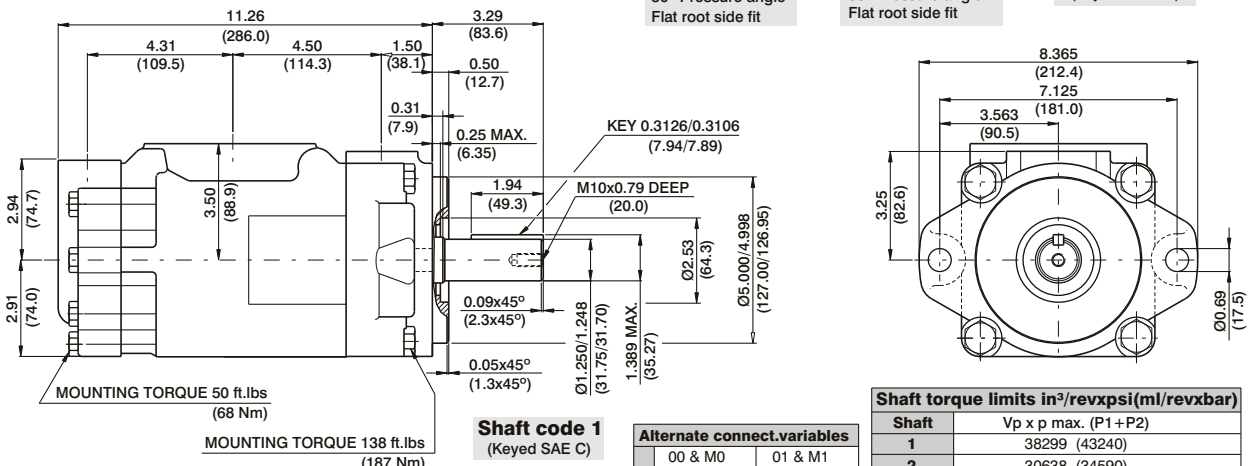 30° Pressure angle
Flat root side fit
Flat root side fit
11.26
(286.0)
3.29
(83.6)
4.31
(109.5)
4.50
(114.3)
1.50
(38.1)
0.50
(12.7)
0.31
(7.9)
0.25 MAX.
(6.35)
KEY 0.3126/0.3106
(7.94/7.89)
1.94
(49.3)
M10x0.79 DEEP
(20.0)
2.94
(74.7)
3.50
(88.9)
2.91
(74.0)
0.09x45°
(2.3x45°)
0.05x45°
(1.3x45°)
Ø1.250/1.248
(31.75/31.70)
1.389 MAX.
(35.27)
Ø2.53
(64.3)
Ø5.000/4.998
(127.00/126.95)
MOUNTING TORQUE 50 ft.lbs
(68 Nm)
MOUNTING TORQUE 138 ft.lbs
(187 Nm)
8.365
(212.4)
7.125
(181.0)
3.563
(90.5)
3.25
(82.6)
Ø0.69
(17.5)
Shaft code 1
(Keyed SAE C)
Alternate connect.variables
00 & M0 01 & M1
Shaft torque limits in³/revxpsi(ml/revxbar)
Shaft Vp x p max. (P1+P2)
1 38299 (43240)
2 30638 (34590)